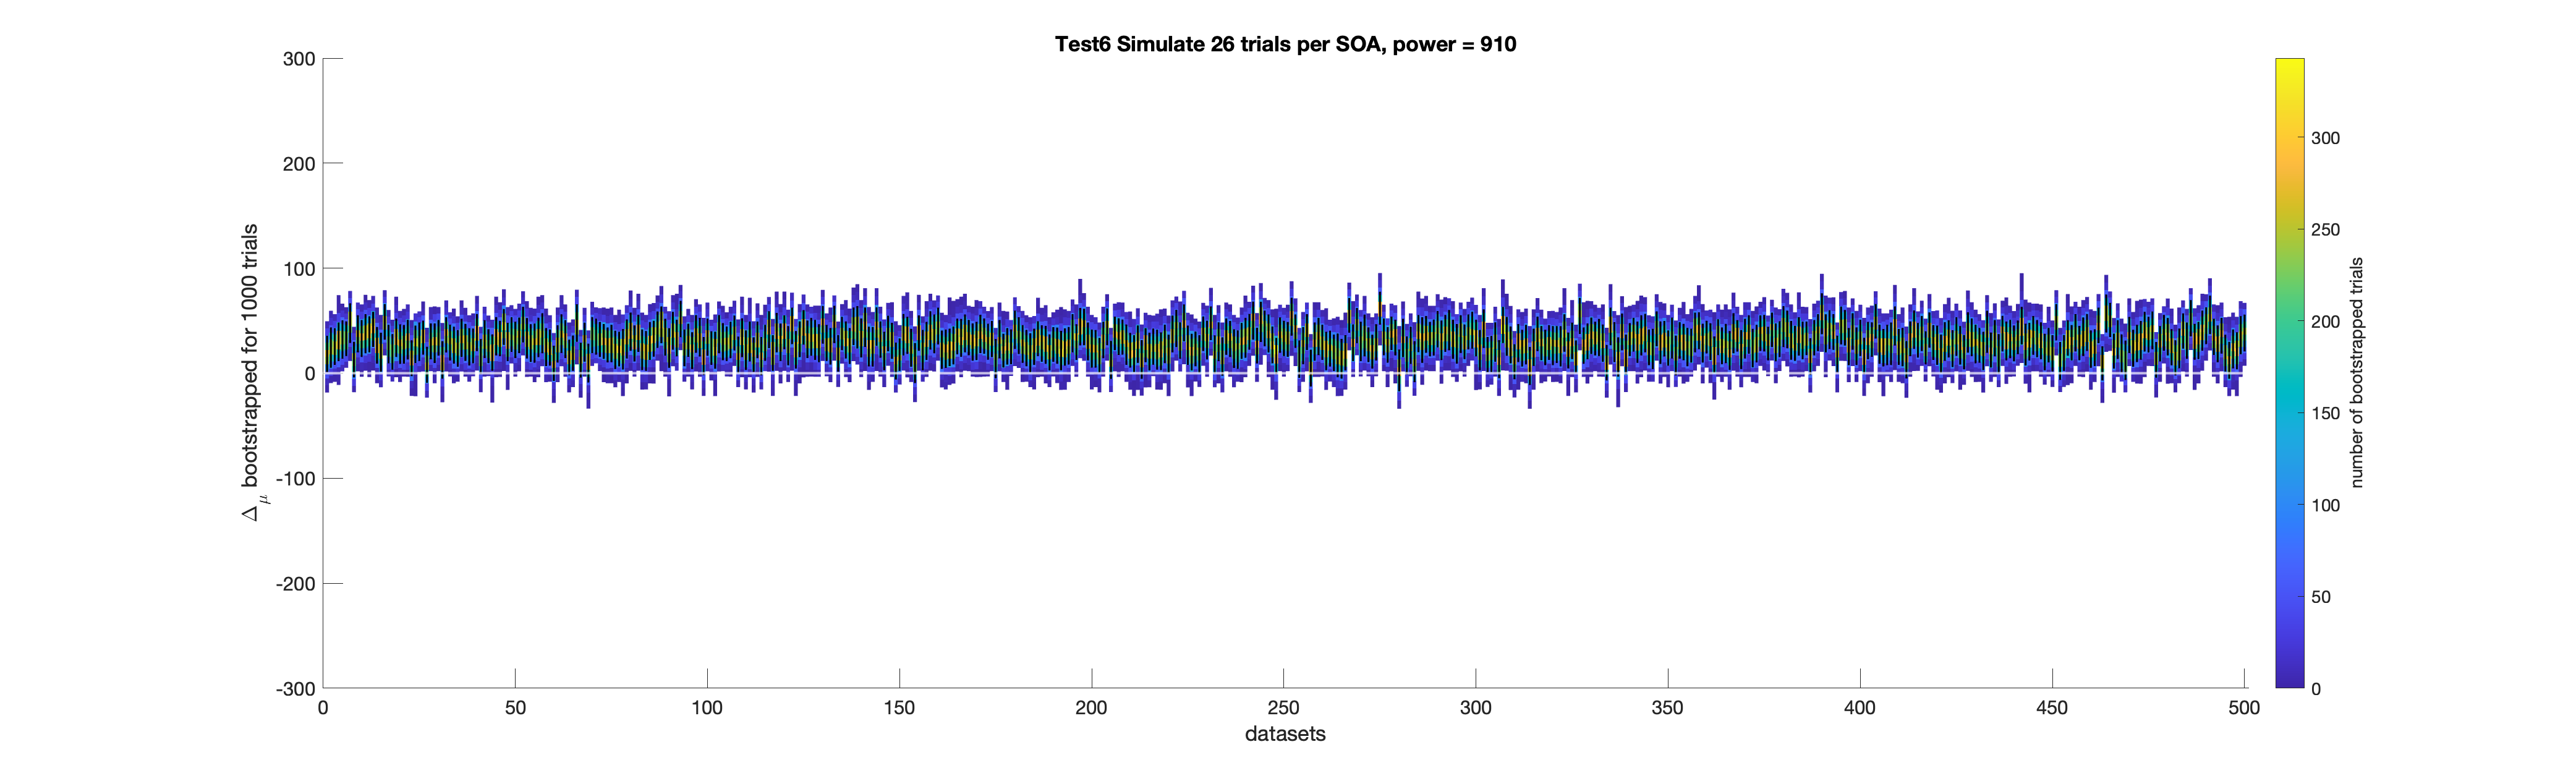 Test6 Simulate 26 trials per SOA, power = 910
300
200
100
0
-100
-200
-300
Δμ bootstrapped for 1000 trials
0 50 100 150 200 250 300 350 400 450 500
datasets
300
250
200
150
100
50
0
number of bootstrapped trials